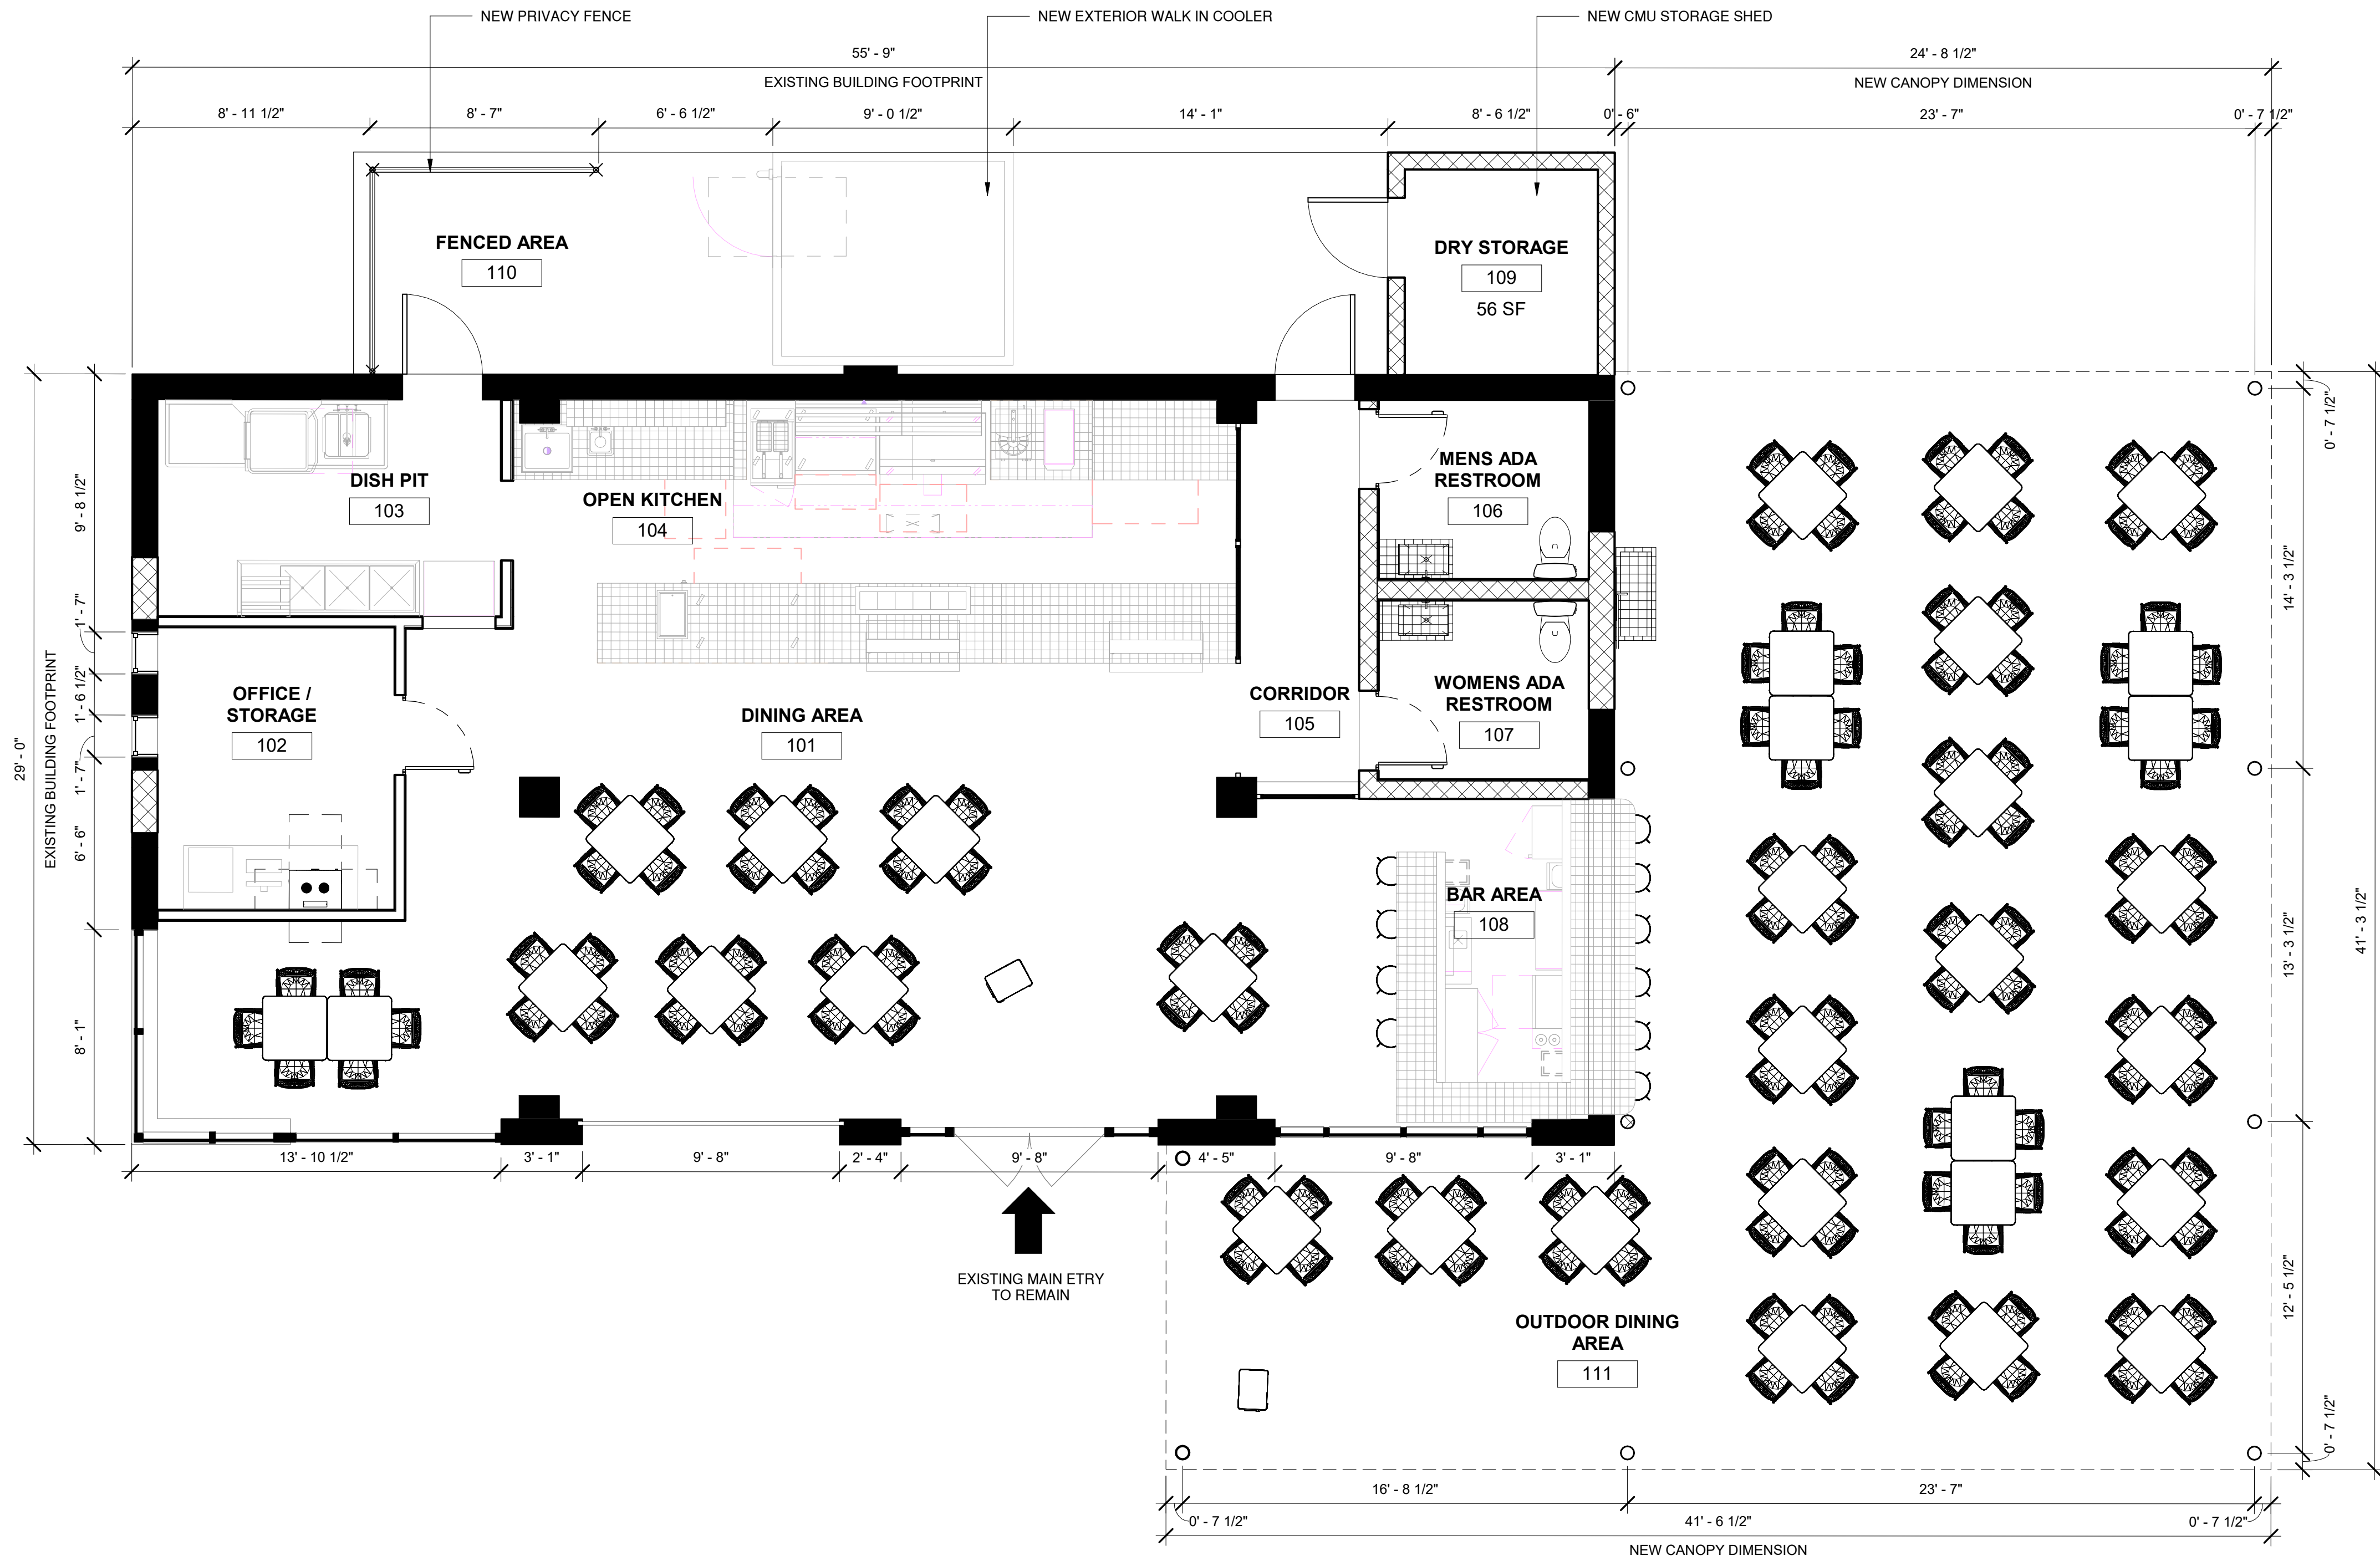 NEW PRIVACY FENCE
NEW EXTERIOR WALK IN COOLER
NEW CMU STORAGE SHED
55' - 9"
24' - 8 1/2"
EXISTING BUILDING FOOTPRINT
NEW CANOPY DIMENSION
8' - 11 1/2"
8' - 7"
6' - 6 1/2"
9' - 0 1/2"
14' - 1"
8' - 6 1/2"
0' - 6"
23' - 7"
0' - 7 1/2"
FENCED AREA
110
DRY STORAGE
109
56 SF
0' - 7 1/2"
DISH PIT
103
OPEN KITCHEN
104
MENS ADA
RESTROOM
106
9' - 8 1/2"
14' - 3 1/2"
1' - 7"
1' - 6 1/2"
1' - 7"
6' - 6"
8' - 1"
29' - 0"
EXISTING BUILDING FOOTPRINT
OFFICE /
STORAGE
102
DINING AREA
101
CORRIDOR
105
WOMENS ADA
RESTROOM
107
BAR AREA
108
13' - 3 1/2"
41' - 3 1/2"
13' - 10 1/2"
3' - 1"
9' - 8"
2' - 4"
9' - 8"
4' - 5"
9' - 8"
3' - 1"
EXISTING MAIN ETRY
TO REMAIN
OUTDOOR DINING
AREA
111
12' - 5 1/2"
0' - 7 1/2"
16' - 8 1/2"
23' - 7"
0' - 7 1/2"
41' - 6 1/2"
0' - 7 1/2"
NEW CANOPY DIMENSION